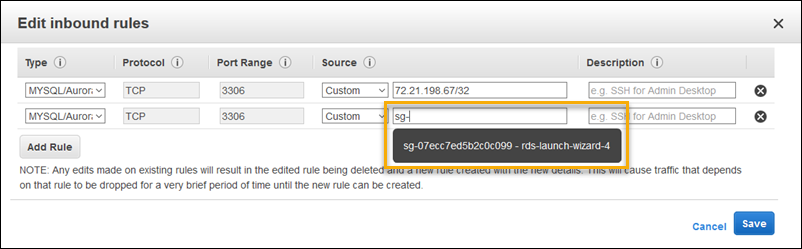 Edit inbound rules
Type Protocol Port Range Source Description
MYSQL/Auror TCP 3306 Custom 72.21.198.67/32 e.g. SSH for Admin Desktop
MYSQL/Auror TCP 3306 Custom sg- e.g. SSH for Admin Desktop
sg-07ecc7ed5b2c0c099 - rds-launch-wizard-4
Add Rule
NOTE: Any edits made on existing rules will result in the edited rule being deleted and a new rule created with the new details. This will cause traffic that depends
on that rule to be dropped for a very brief period of time until the new rule can be created.
Cancel Save